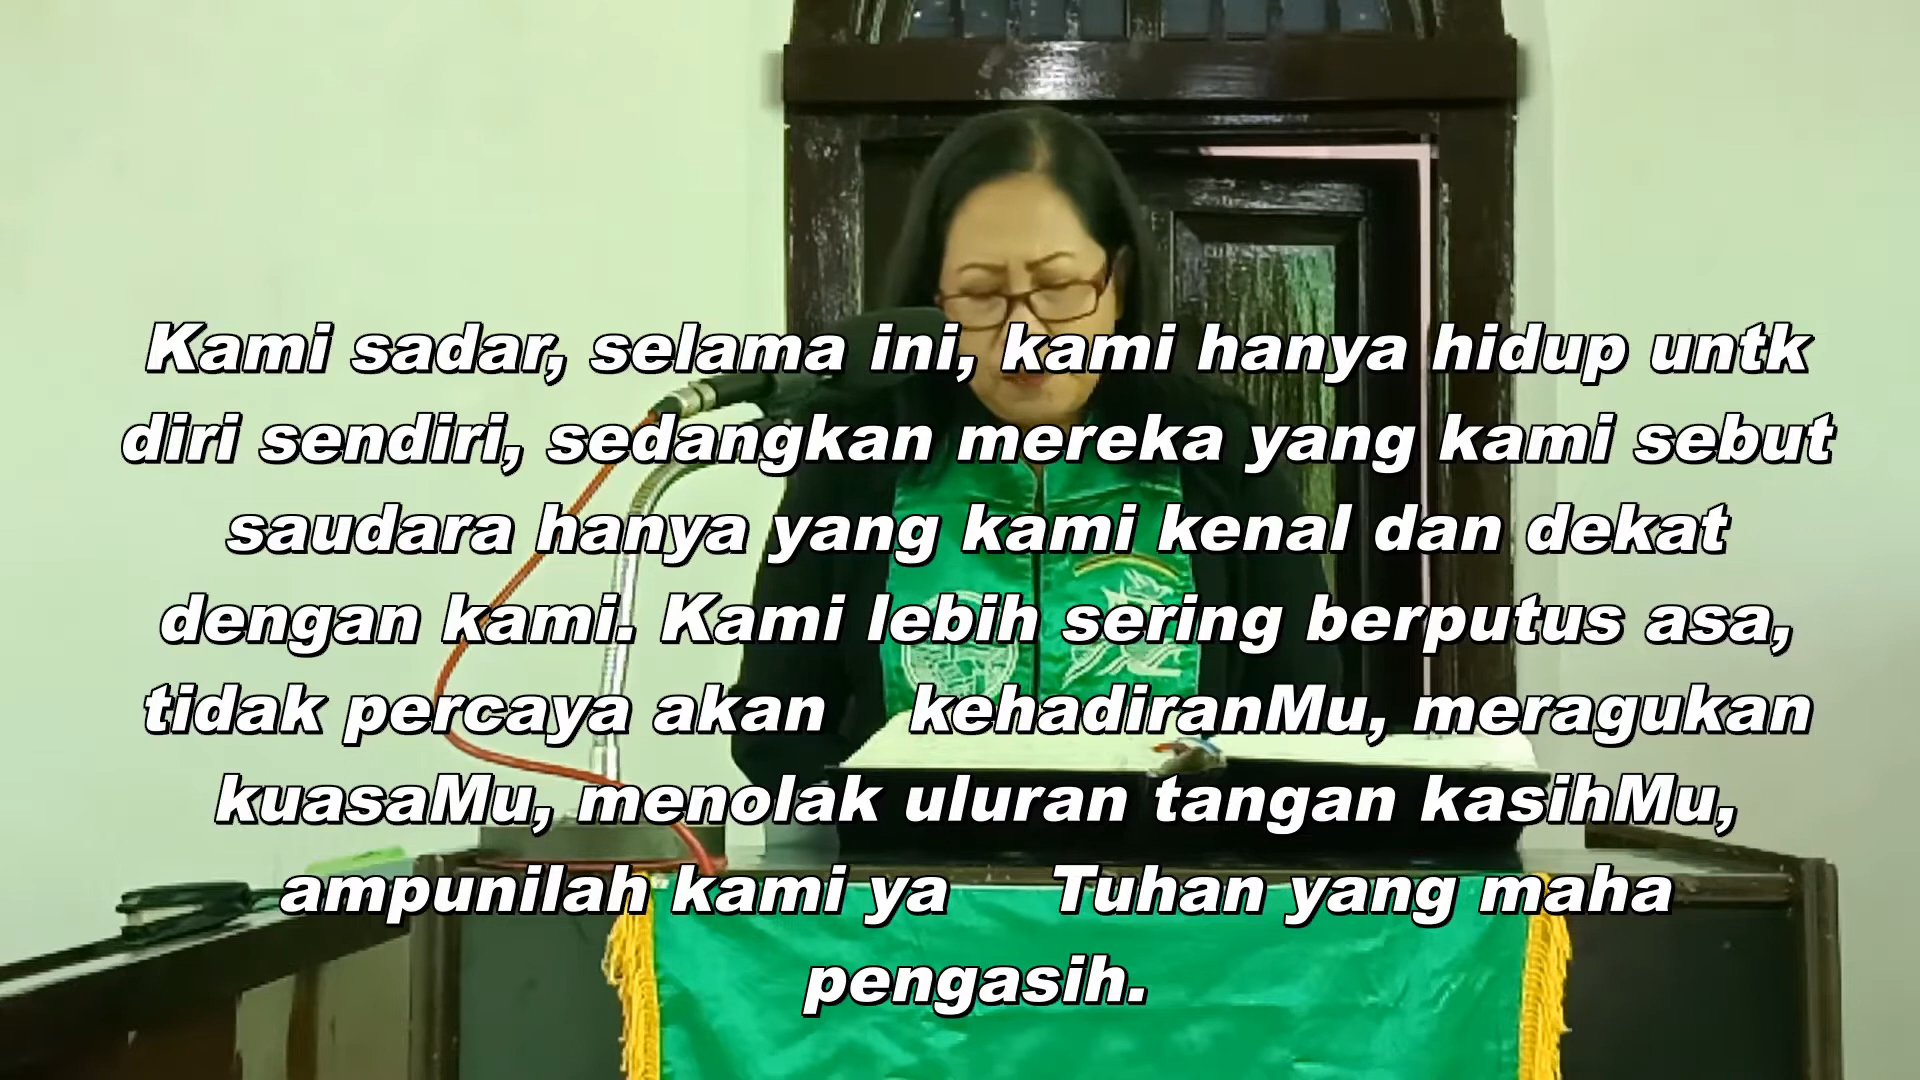 Kami sadar, selama ini, kami hanya hidup untk
diri sendiri, sedangkan mereka yang kami sebut
saudara hanya yang kami kenal dan dekat
dengan kami. Kami lebih sering berputus asa,
tidak percaya akan kehadiranMu, meragukan
kuasaMu, menolak uluran tangan kasihMu,
ampunilah kami ya Tuhan yang maha
pengasih.